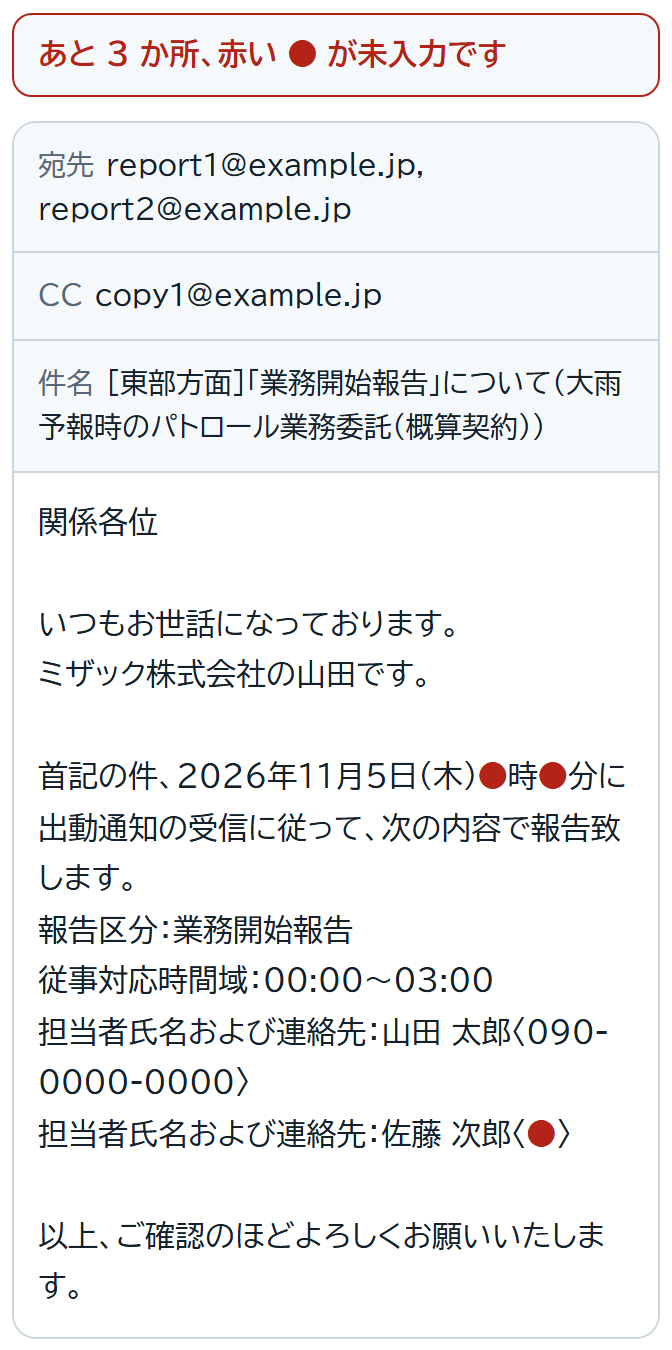 あと 3 か所、赤い ● が未入力です
宛先 report1@example.jp,
report2@example.jp
CC copy1@example.jp
件名 [東部方面]「業務開始報告」について(大雨
予報時のパトロール業務委託(概算契約))
関係各位
いつもお世話になっております。
ミザック株式会社の山田です。
首記の件、2026年11月5日(木)●時●分に
出動通知の受信に従って、次の内容で報告致
します。
報告区分:業務開始報告
従事対応時間域:00:00～03:00
担当者氏名および連絡先:山田 太郎〈090-
0000-0000〉
担当者氏名および連絡先:佐藤 次郎〈●〉
以上、ご確認のほどよろしくお願いいたしま
す。